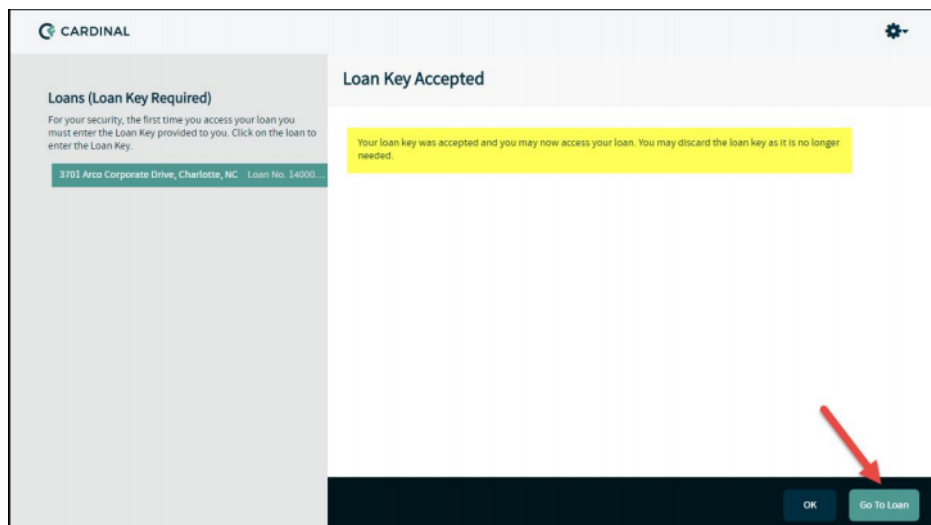 CARDINAL
Loans (Loan Key Required)
For your security, the first time you access your loan you
must enter the Loan Key provided to you. Click on the loan to
enter the Loan Key.
3701 Arco Corporate Drive, Charlotte, NC Loan No. 14000...
Loan Key Accepted
Your loan key was accepted and you may now access your loan. You may discard the loan key as it is no longer
needed.
OK
Go To Loan